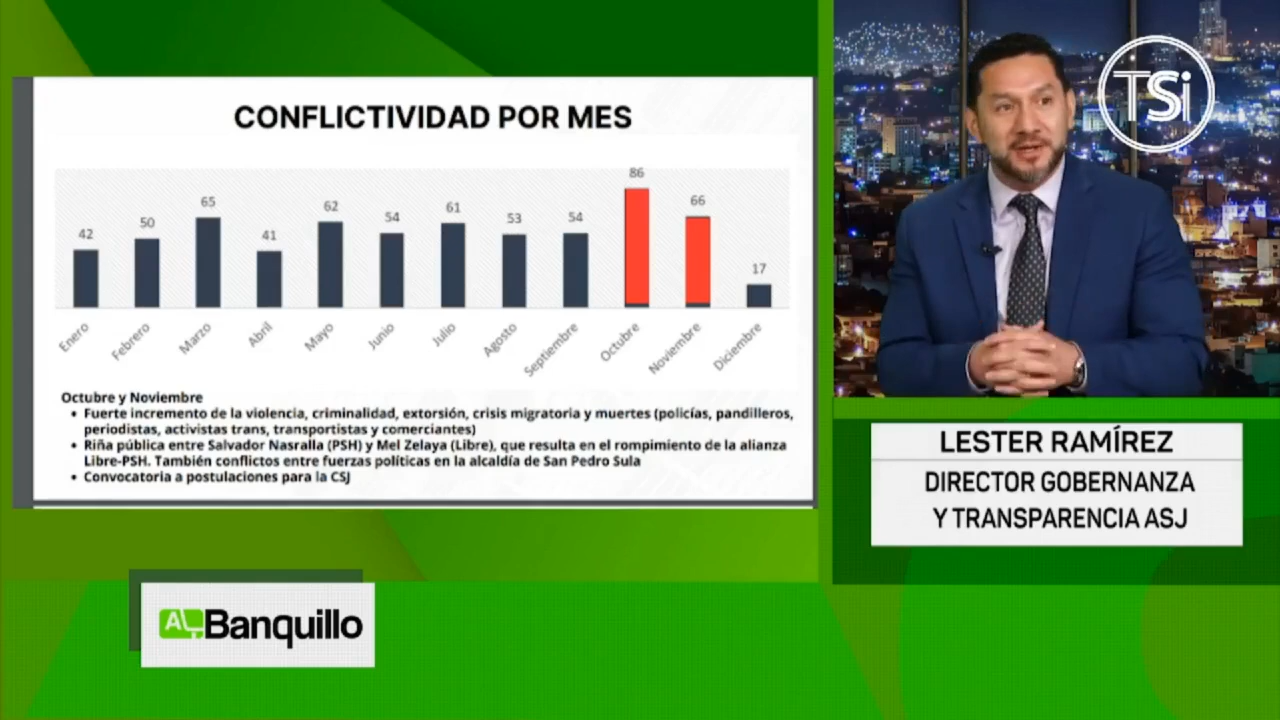 CONFLICTIVIDAD POR MES
42
50
65
41
62
54
61
53
54
86
66
17
Enero
Febrero
Marzo
Abril
Mayo
Junio
Julio
Agosto
Septiembre
Octubre
Noviembre
Diciembre
Octubre y Noviembre
• Fuerte incremento de la violencia, criminalidad, extorsión, crisis migratoria y muertes (policías, pandilleros,
periodistas, activistas trans, transportistas y comerciantes)
• Riña pública entre Salvador Nasralla (PSH) y Mel Zelaya (Libre), que resulta en el rompimiento de la alianza
Libre-PSH. También conflictos entre fuerzas políticas en la alcaldía de San Pedro Sula
• Convocatoria a postulaciones para la CSJ
TSi
LESTER RAMÍREZ
DIRECTOR GOBERNANZA
Y TRANSPARENCIA ASJ
AL Banquillo